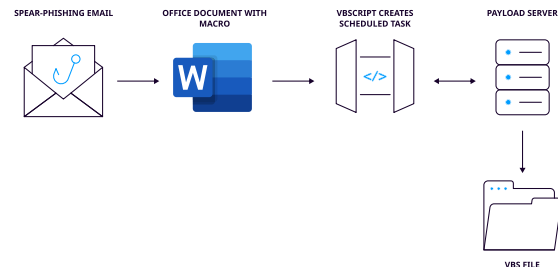 SPEAR-PHISHING EMAIL
OFFICE DOCUMENT WITH
MACRO
VBSCRIPT CREATES
SCHEDULED TASK
PAYLOAD SERVER
W
</>
VBS FILE